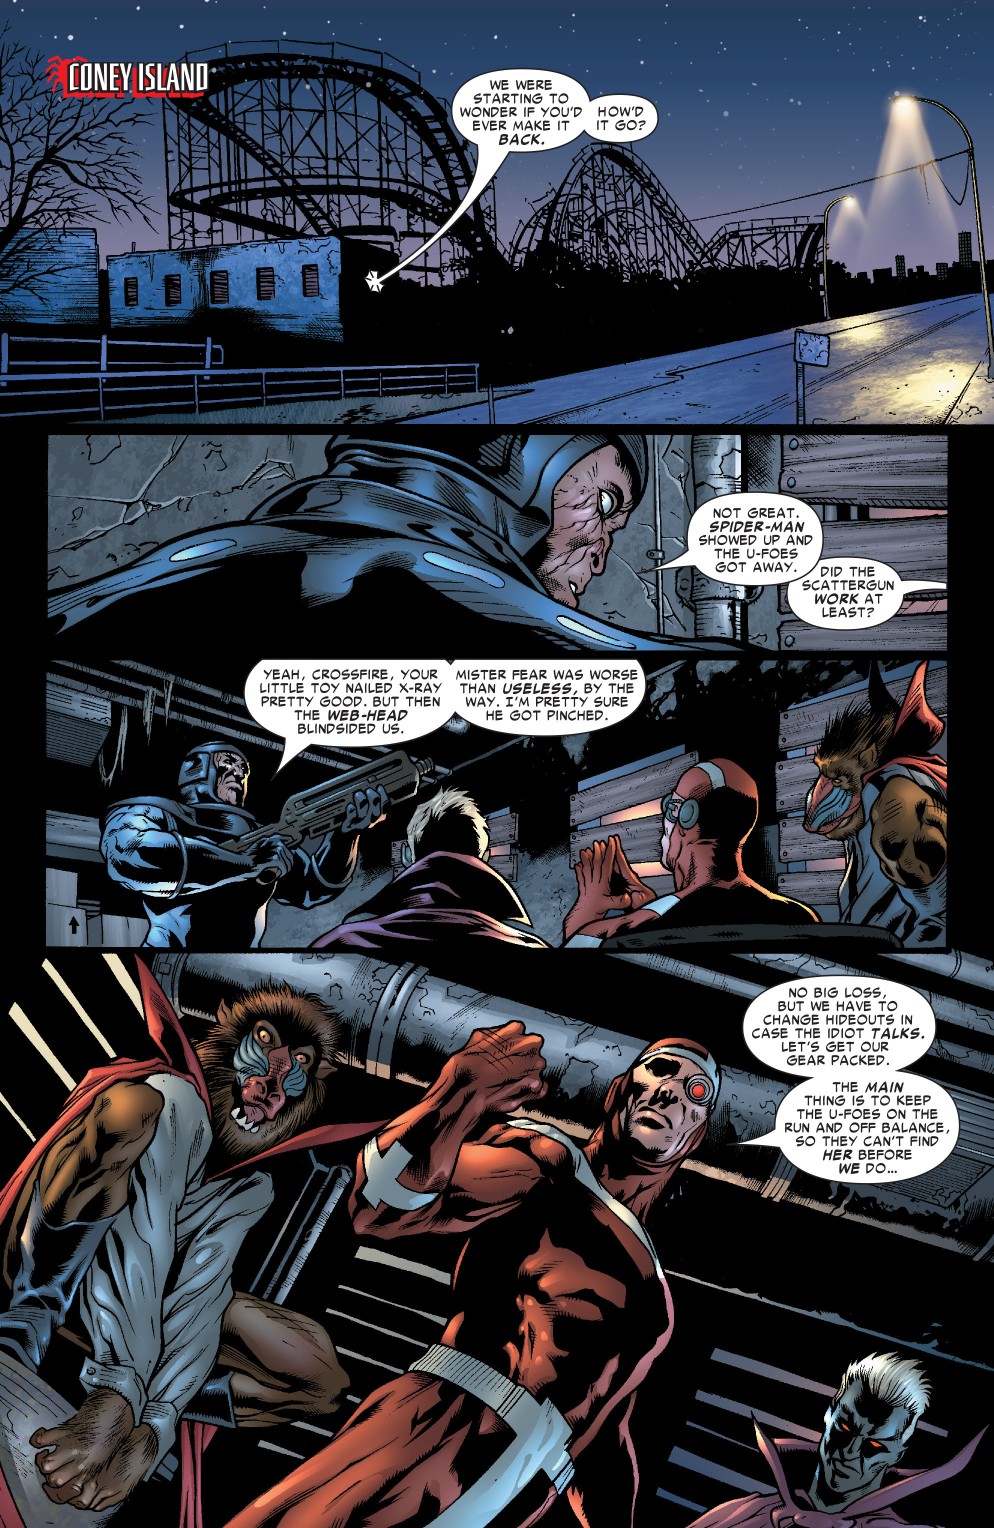 CONEY ISLAND
WE WERE
STARTING TO
WONDER IF YOU'D
EVER MAKE IT
BACK.
HOW'D
IT GO?
NOT GREAT.
SPIDER-MAN
SHOWED UP AND
THE U-FOES
GOT AWAY.
DID THE
SCATTERGUN
WORK AT
LEAST?
YEAH, CROSSFIRE, YOUR
LITTLE TOY NAILED X-RAY
PRETTY GOOD. BUT THEN
THE WEB-HEAD
BLINDSIDED US.
MISTER FEAR WAS WORSE
THAN USELESS, BY THE
WAY. I'M PRETTY SURE
HE GOT PINCHED.
NO BIG LOSS,
BUT WE HAVE TO
CHANGE HIDEOUTS IN
CASE THE IDIOT TALKS.
LET'S GET OUR
GEAR PACKED.
THE MAIN
THING IS TO KEEP
THE U-FOES ON THE
RUN AND OFF BALANCE,
SO THEY CAN'T FIND
HER BEFORE
WE DO...